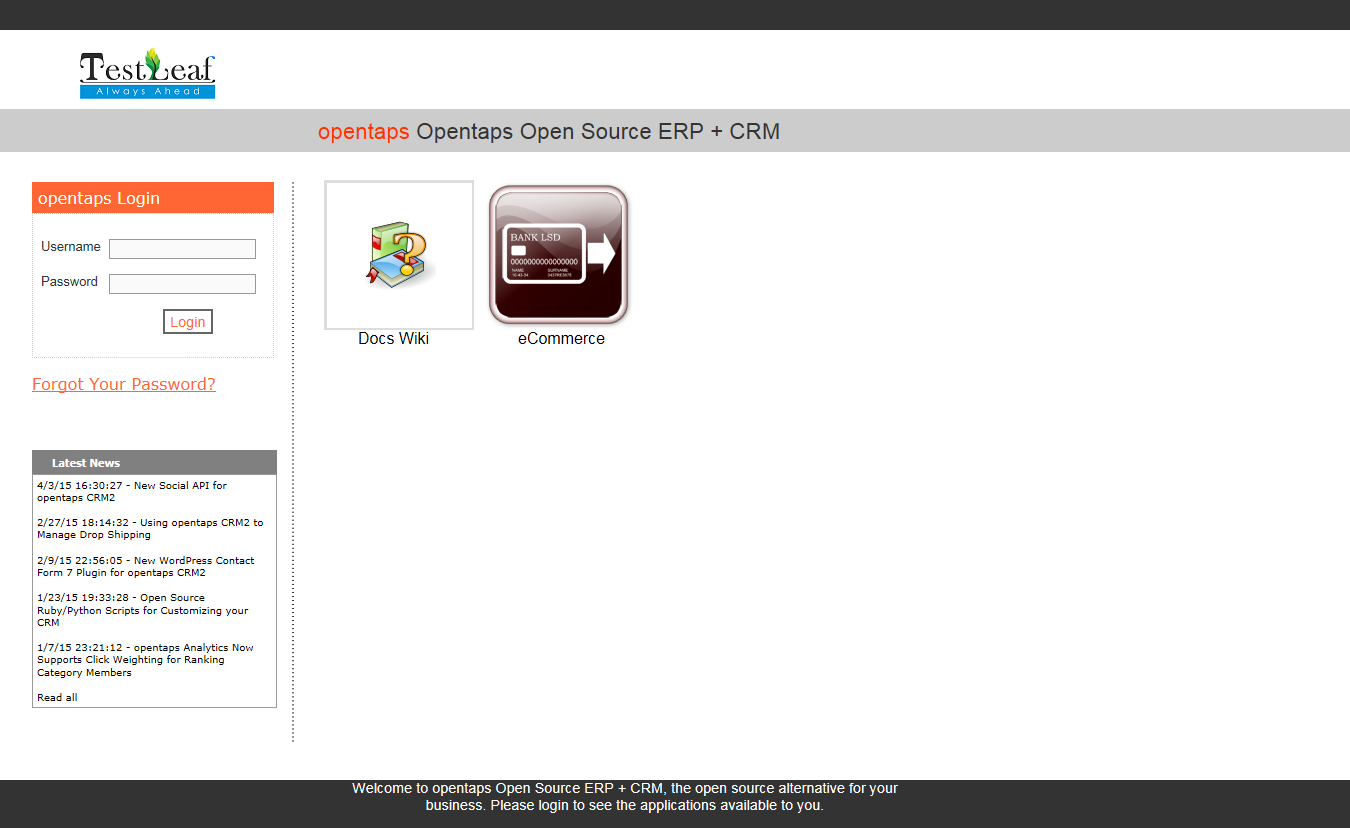 TestLeaf
Always Ahead
opentaps Opentaps Open Source ERP + CRM
opentaps Login
Username
Password
Login
Forgot Your Password?
Latest News
4/3/15 16:30:27 - New Social API for
opentaps CRM2
2/27/15 18:14:32 - Using opentaps CRM2 to
Manage Drop Shipping
2/9/15 22:56:05 - New WordPress Contact
Form 7 Plugin for opentaps CRM2
1/23/15 19:33:28 - Open Source
Ruby/Python Scripts for Customizing your
CRM
1/7/15 23:21:12 - opentaps Analytics Now
Supports Click Weighting for Ranking
Category Members
Read all
BANK LSD
NAME SURNAME
Docs Wiki
eCommerce
Welcome to opentaps Open Source ERP + CRM, the open source alternative for your
business. Please login to see the applications available to you.